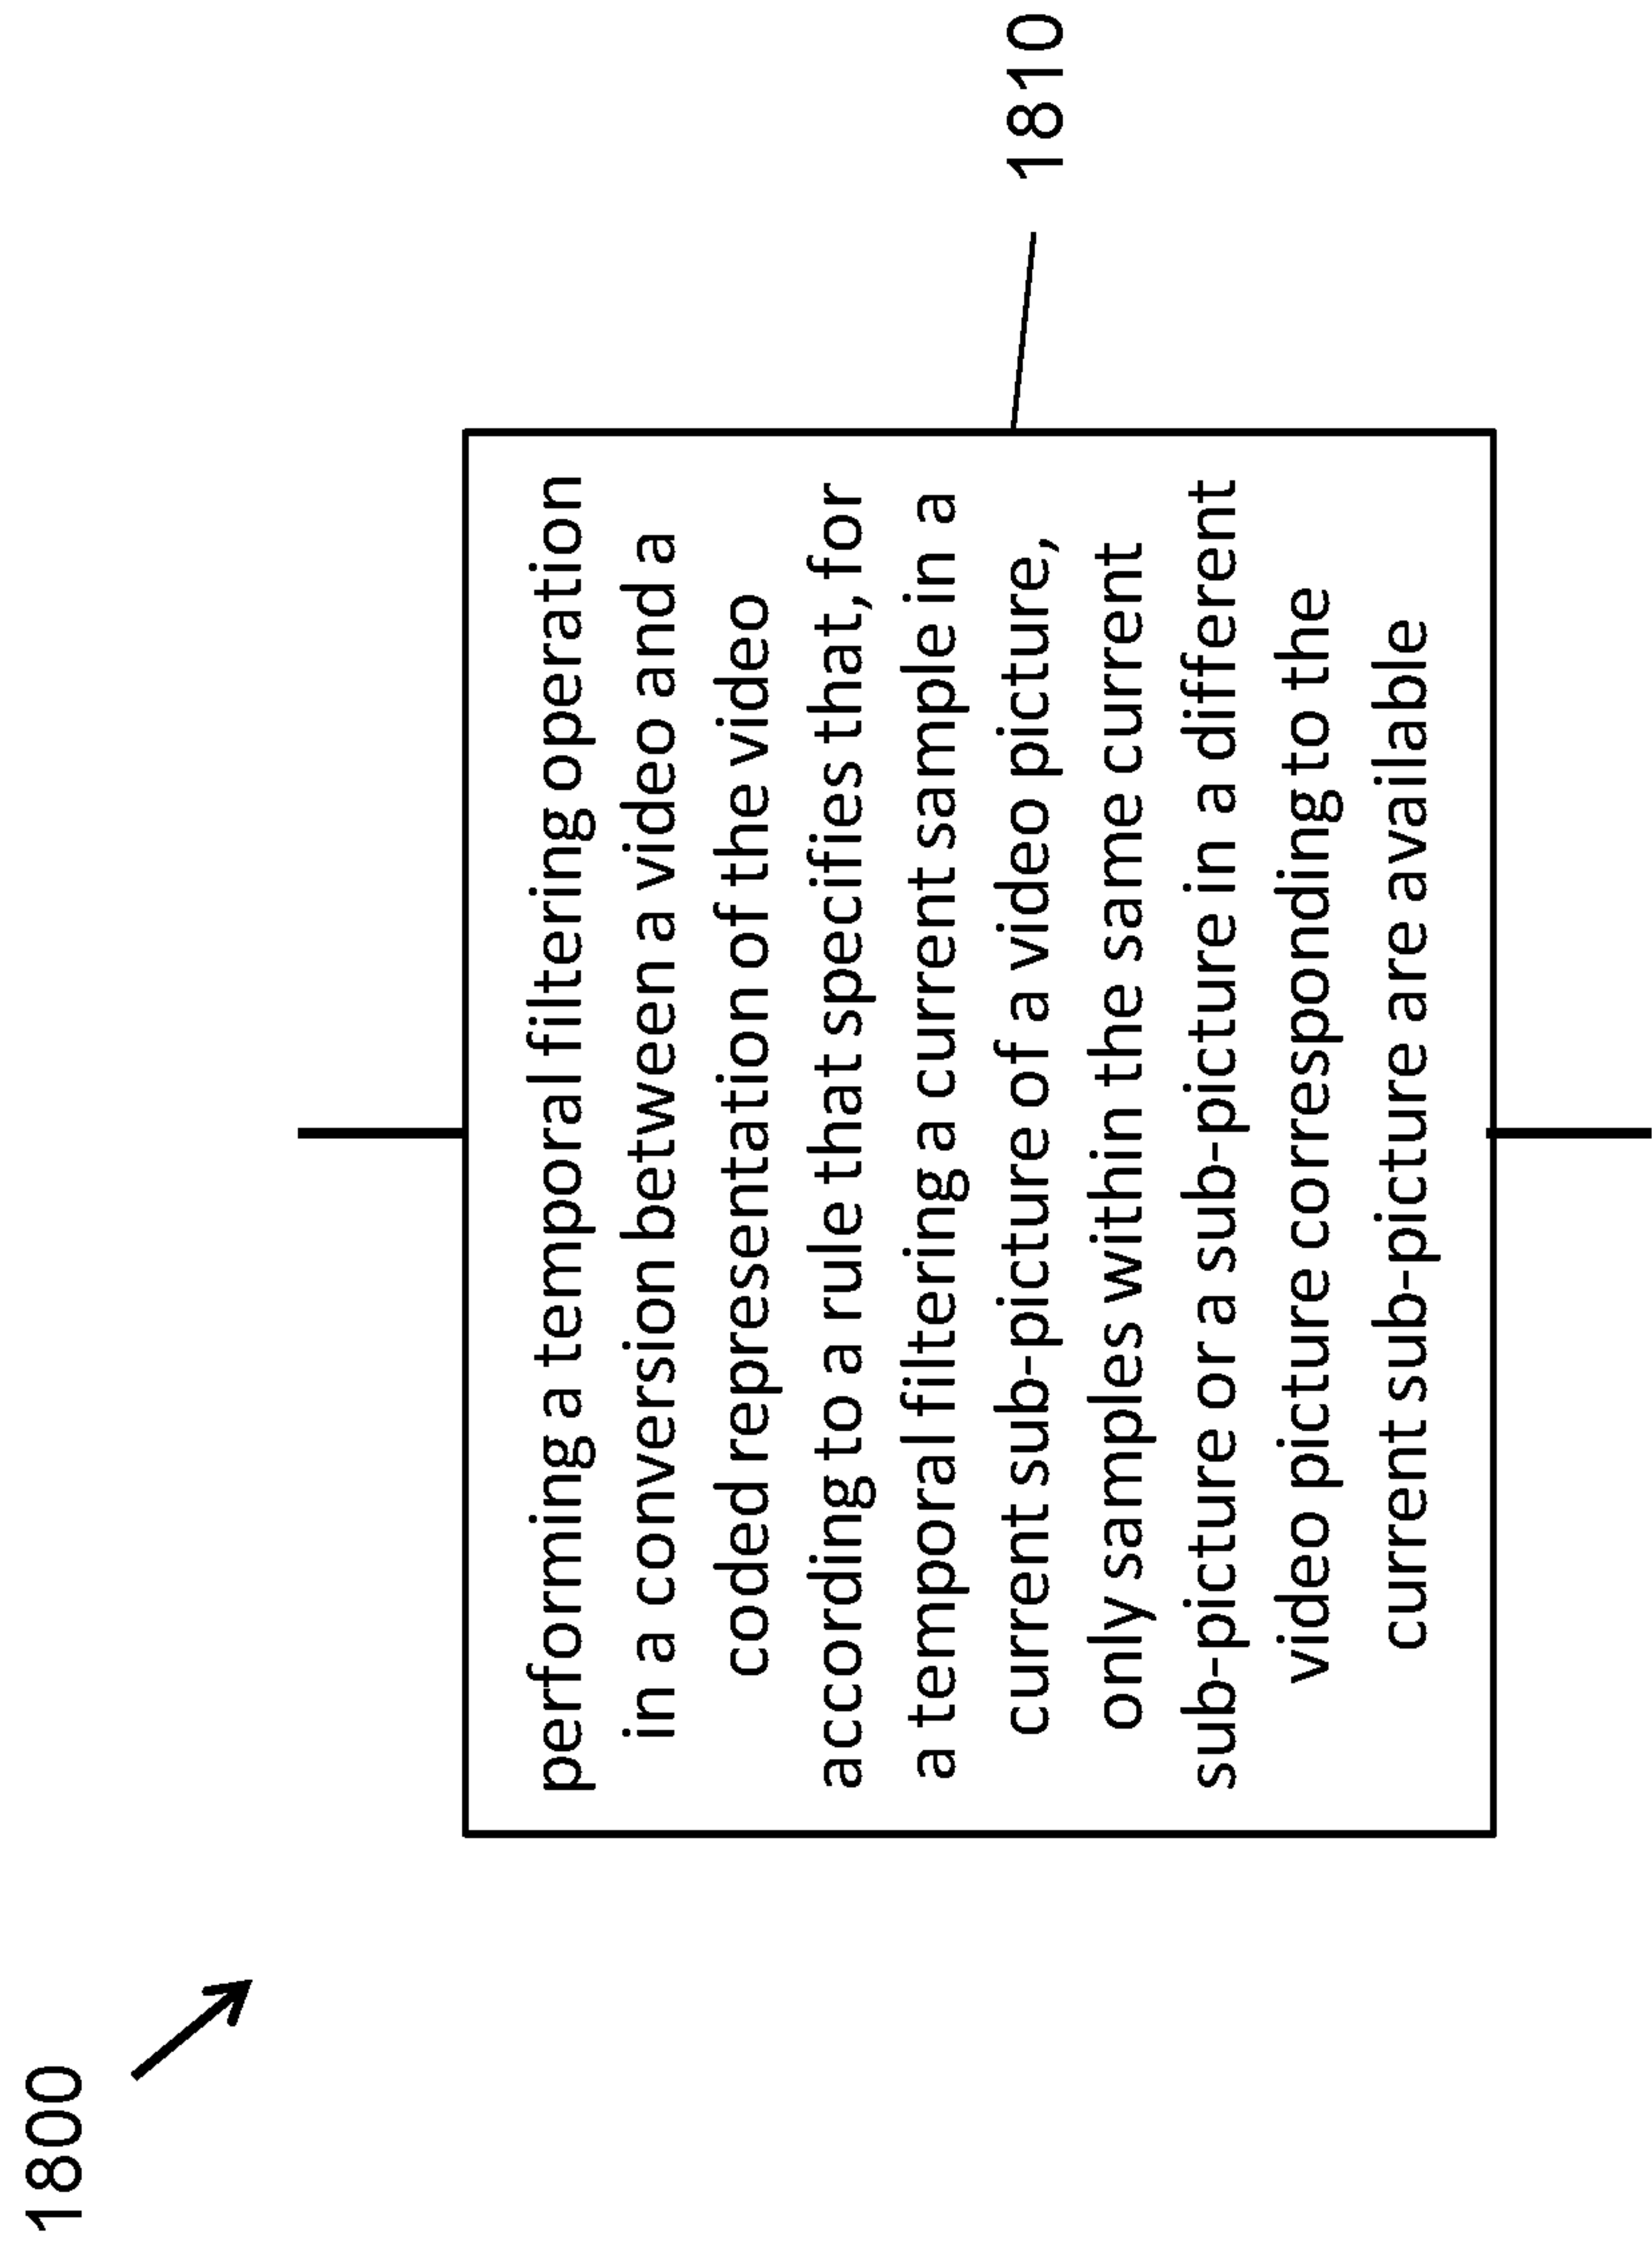 1800
performing a temporal filtering operation
in a conversion between a video and a
coded representation of the video
according to a rule that specifies that, for
a temporal filtering a current sample in a
current sub-picture of a video picture,
only samples within the same current
sub-picture or a sub-picture in a different
video picture corresponding to the
current sub-picture are available
1810